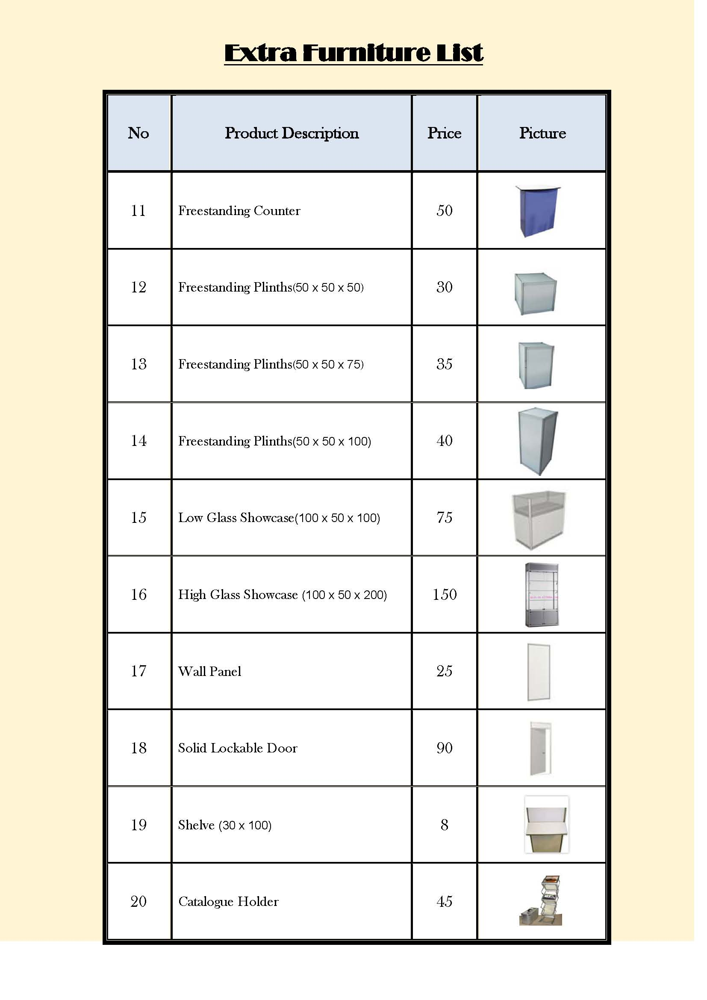 Extra Furniture List
No Product Description Price Picture
11 Freestanding Counter 50
12 Freestanding Plinths(50 x 50 x 50) 30
13 Freestanding Plinths(50 x 50 x 75) 35
14 Freestanding Plinths(50 x 50 x 100) 40
15 Low Glass Showcase(100 x 50 x 100) 75
16 High Glass Showcase (100 x 50 x 200) 150
17 Wall Panel 25
18 Solid Lockable Door 90
19 Shelve (30 x 100) 8
20 Catalogue Holder 45